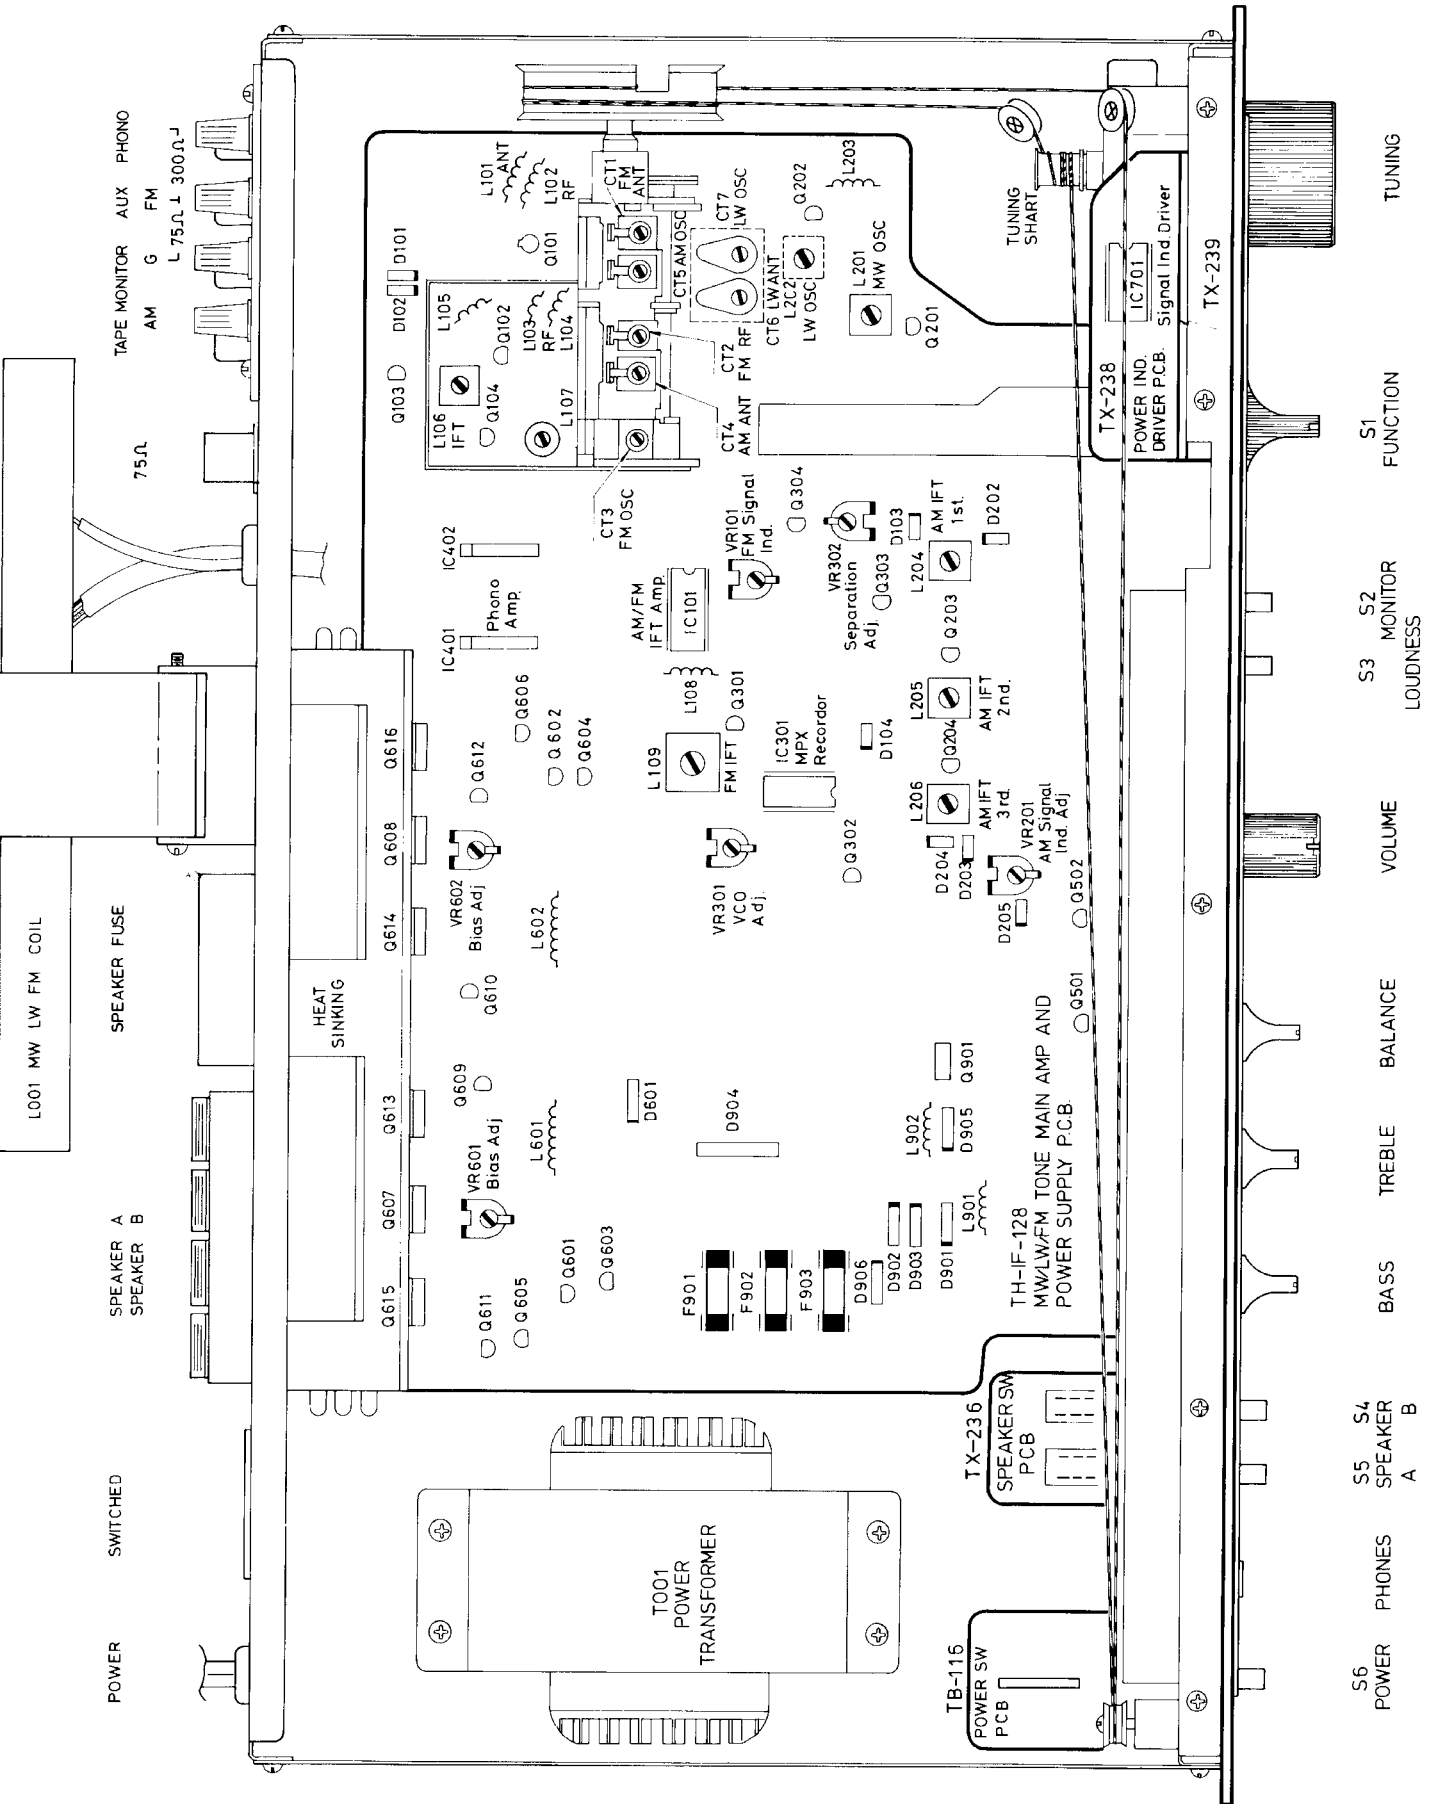 L001 MW LW FM COIL
POWER
SWITCHED
SPEAKER A
SPEAKER B
SPEAKER FUSE
75Ω
TAPE MONITOR AUX PHONO
AM G FM
L 75Ω ⊥ 300Ω ┘
HEAT
SINKING
Q615
Q607
Q613
Q614
Q608
Q616
Q611
Q605
VR601
Bias Adj
Q609
Q610
VR602
Bias Adj
Q612
Q606
IC401
Phono
Amp.
IC402
Q601
Q603
L601
L602
Q602
Q604
D601
D904
Q103
D102
D101
L106
IFT
Q104
L105
Q102
L103
RF
L104
L107
Q101
L101
ANT
L102
RF
CT1
FM
ANT
CT3
FM OSC
CT4
AM ANT
CT2
FM RF
CT5 AM OSC
CT7
LW OSC
CT6 LW ANT
L2C2
LW OSC
Q202
L203
L201
MW OSC
Q201
AM/FM
IFT Amp.
IC101
L108
L109
FM IFT
Q301
VR101
FM Signal
Ind.
Q304
VR301
VCO
Adj.
IC301
MPX
Recordor
Q302
VR302
Separation
Adj.
Q303
D103
D104
L204
AM IFT
1st.
D202
Q203
L205
AM IFT
2nd.
Q204
L206
AM IFT
3rd.
D204
D203
VR201
AM Signal
Ind. Adj
D205
Q502
Q501
F901
F902
F903
D906
D902
D903
D901
L901
L902
D905
Q901
TH-IF-128
MW/LW/FM TONE MAIN AMP AND
POWER SUPPLY P.C.B.
T001
POWER
TRANSFORMER
TB-116
POWER SW
PCB
TX-236
SPEAKER SW
PCB
TUNING
SHART
TX-238
POWER IND.
DRIVER P.C.B.
IC701
Signal Ind. Driver
TX-239
S6
POWER
PHONES
S5 S4
SPEAKER
A B
BASS
TREBLE
BALANCE
VOLUME
S3 S2
MONITOR
LOUDNESS
S1
FUNCTION
TUNING